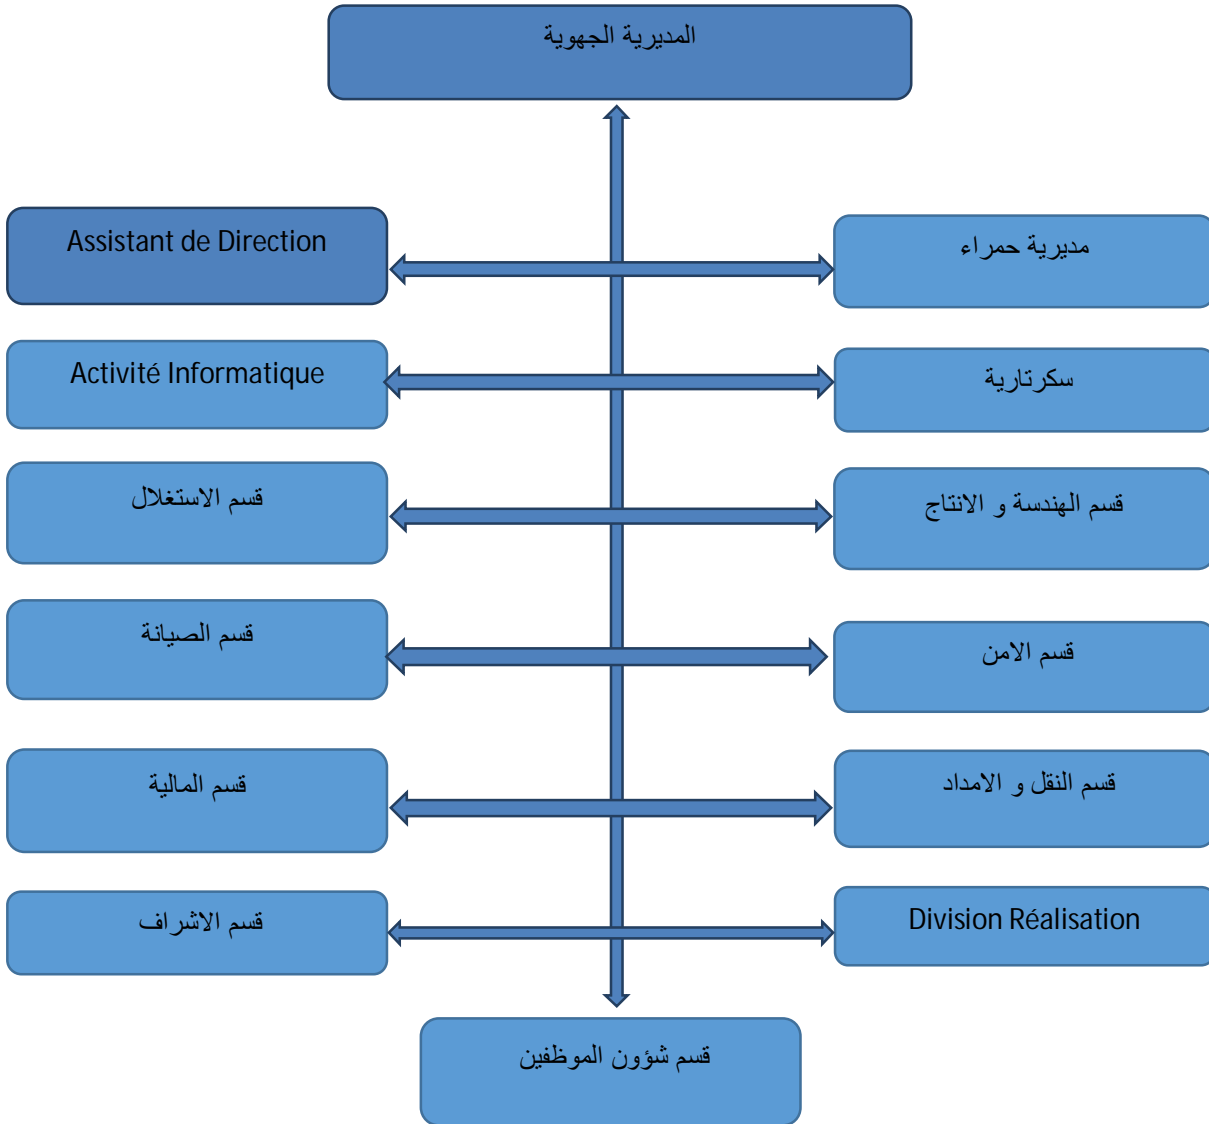 المديرية الجهوية
Assistant de Direction
مديرية حمراء
Activité Informatique
سكرتارية
قسم الاستغلال
قسم الهندسة و الانتاج
قسم الصيانة
قسم الامن
قسم المالية
قسم النقل و الامداد
قسم الاشراف
Division Réalisation
قسم شؤون الموظفين